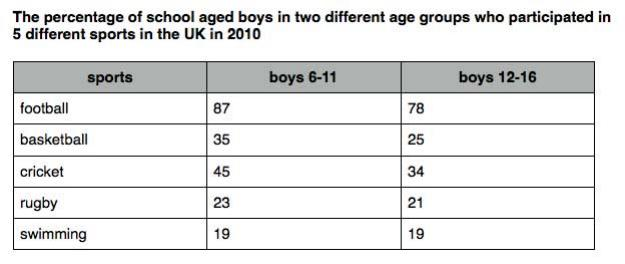 The percentage of school aged boys in two different age groups who participated in
5 different sports in the UK in 2010
sports boys 6-11 boys 12-16
football 87 78
basketball 35 25
cricket 45 34
rugby 23 21
swimming 19 19